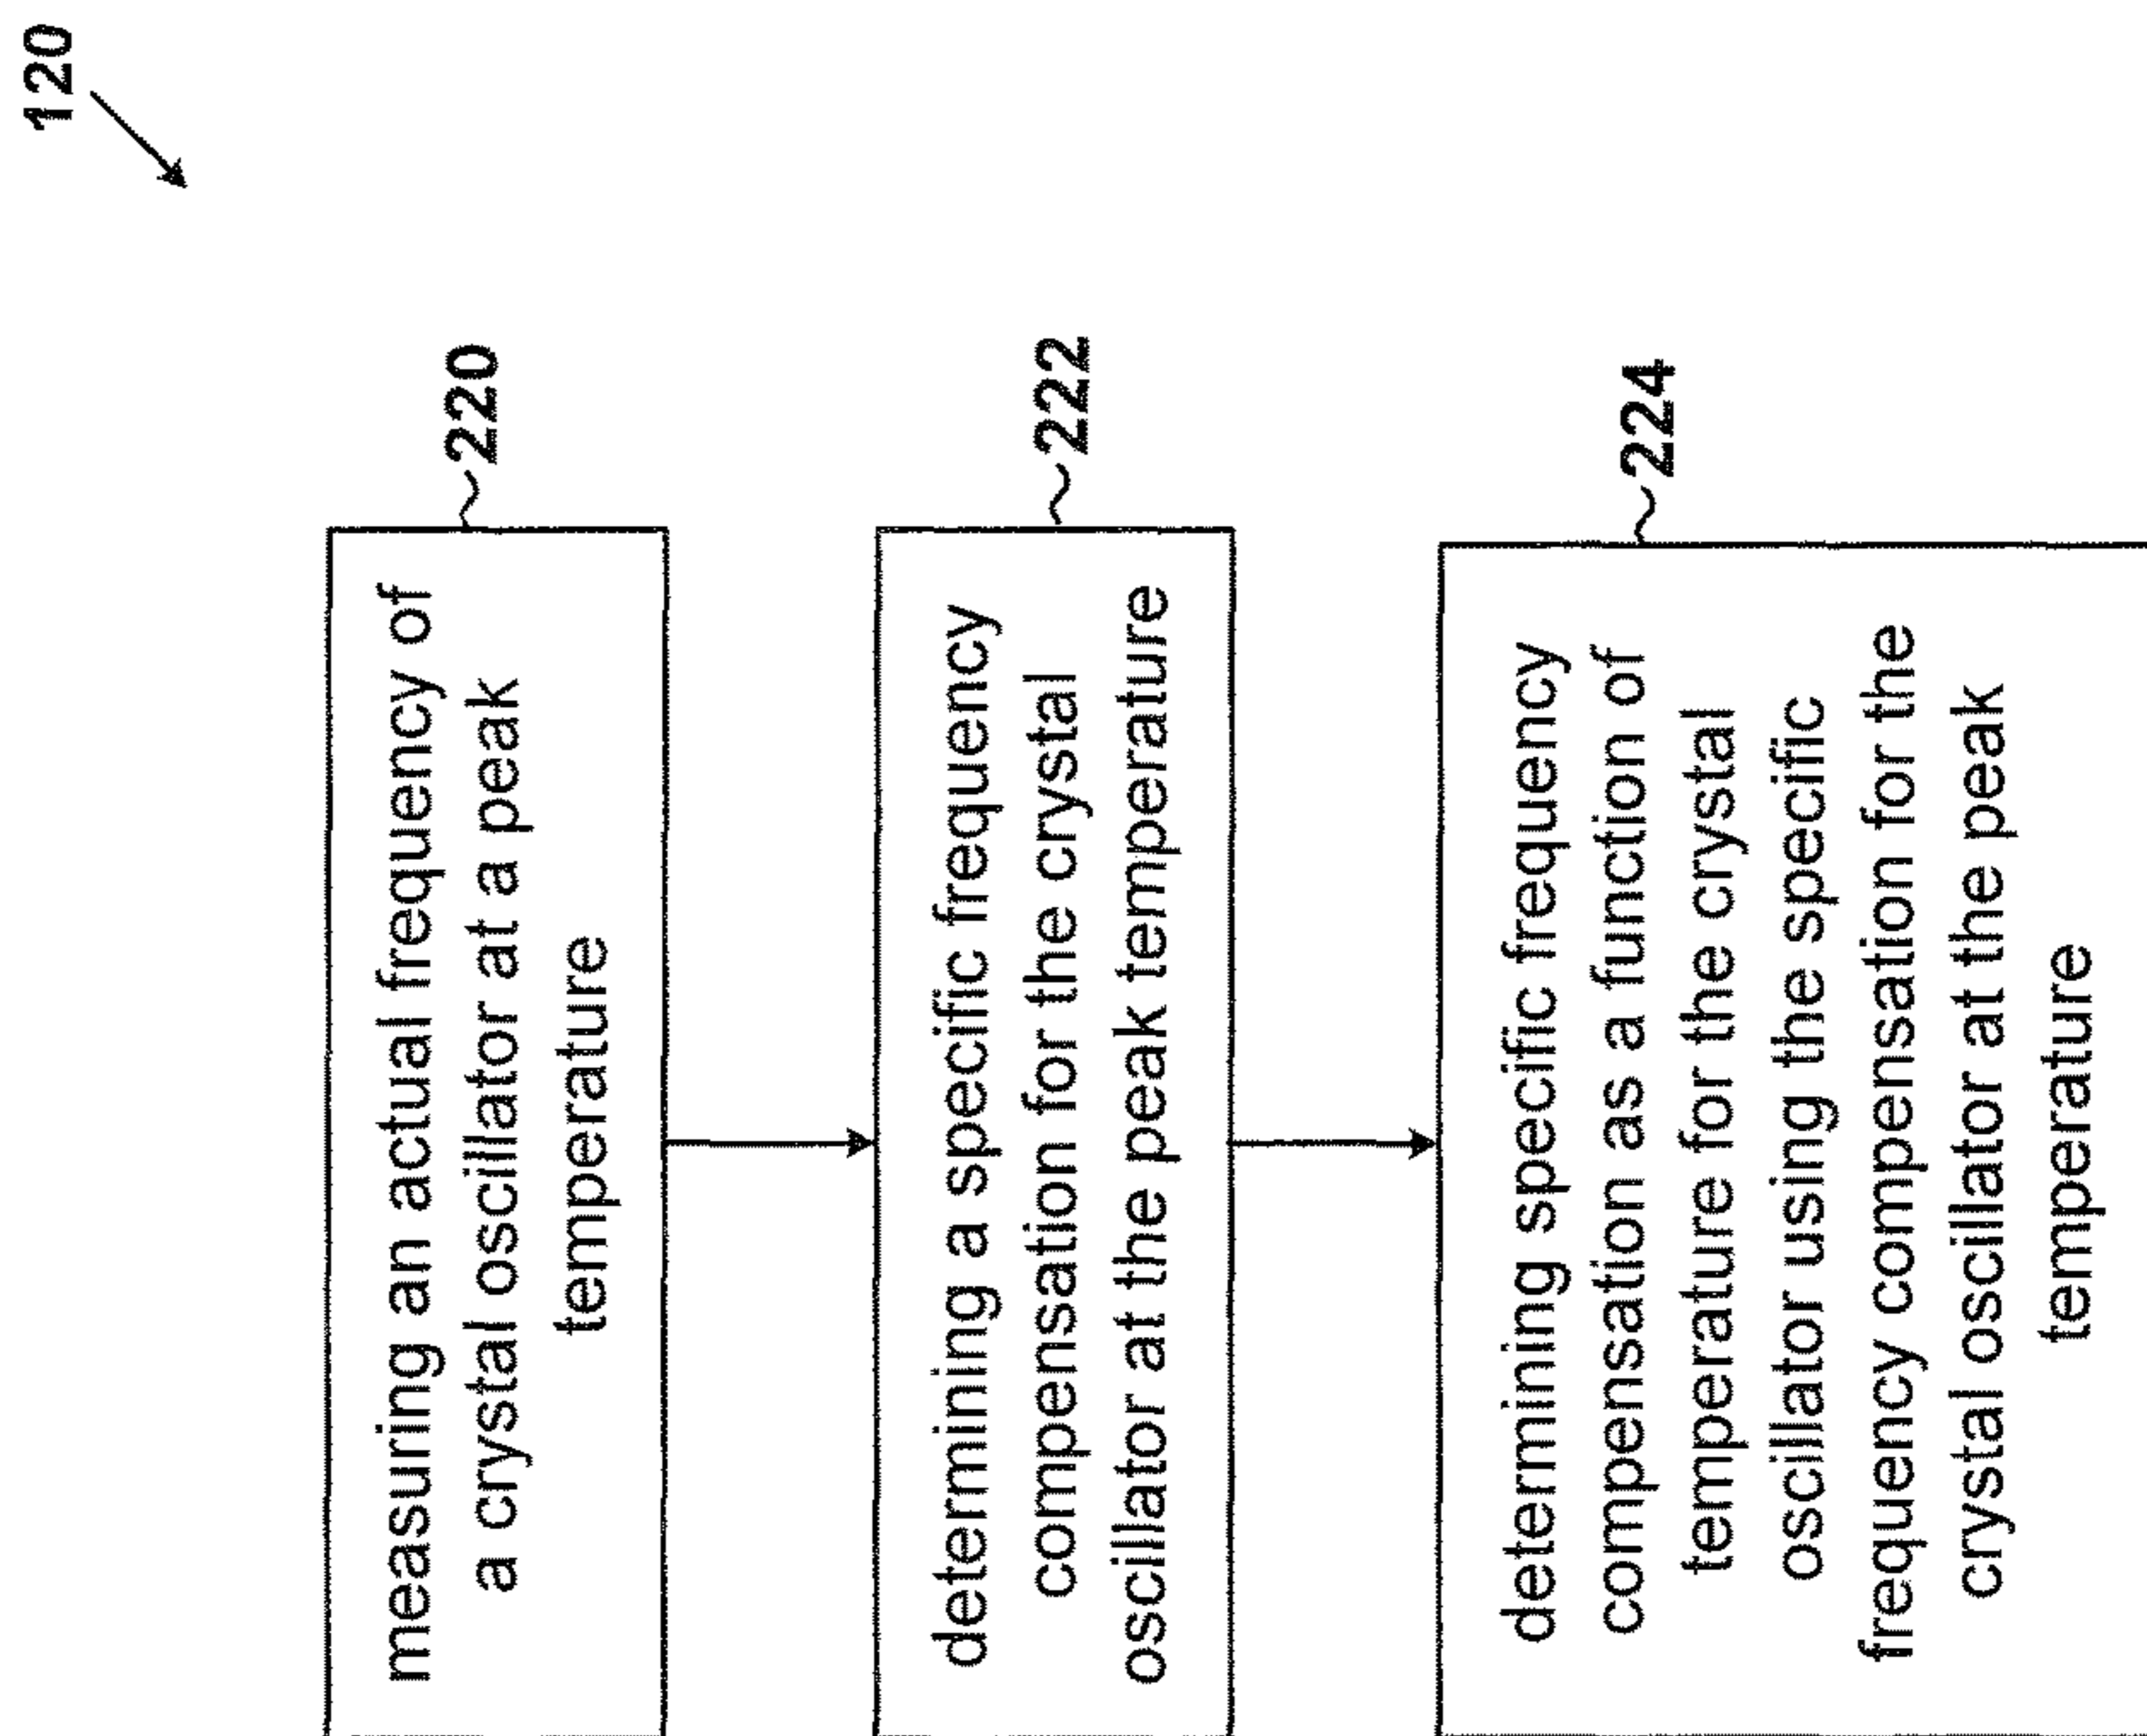 120
measuring an actual frequency of
a crystal oscillator at a peak
temperature
220
determining a specific frequency
compensation for the crystal
oscillator at the peak temperature
222
determining specific frequency
compensation as a function of
temperature for the crystal
oscillator using the specific
frequency compensation for the
crystal oscillator at the peak
temperature
224